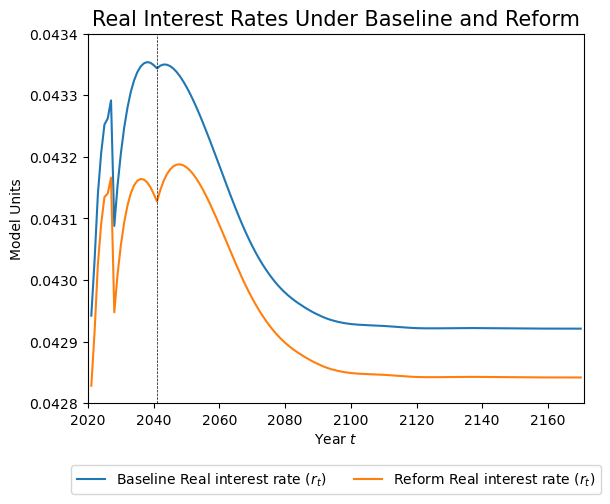 Real Interest Rates Under Baseline and Reform
0.0434
0.0433
0.0432
0.0431
0.0430
0.0429
0.0428
Model Units
2020 2040 2060 2080 2100 2120 2140 2160
Year t
Baseline Real interest rate (r_t) Reform Real interest rate (r_t)